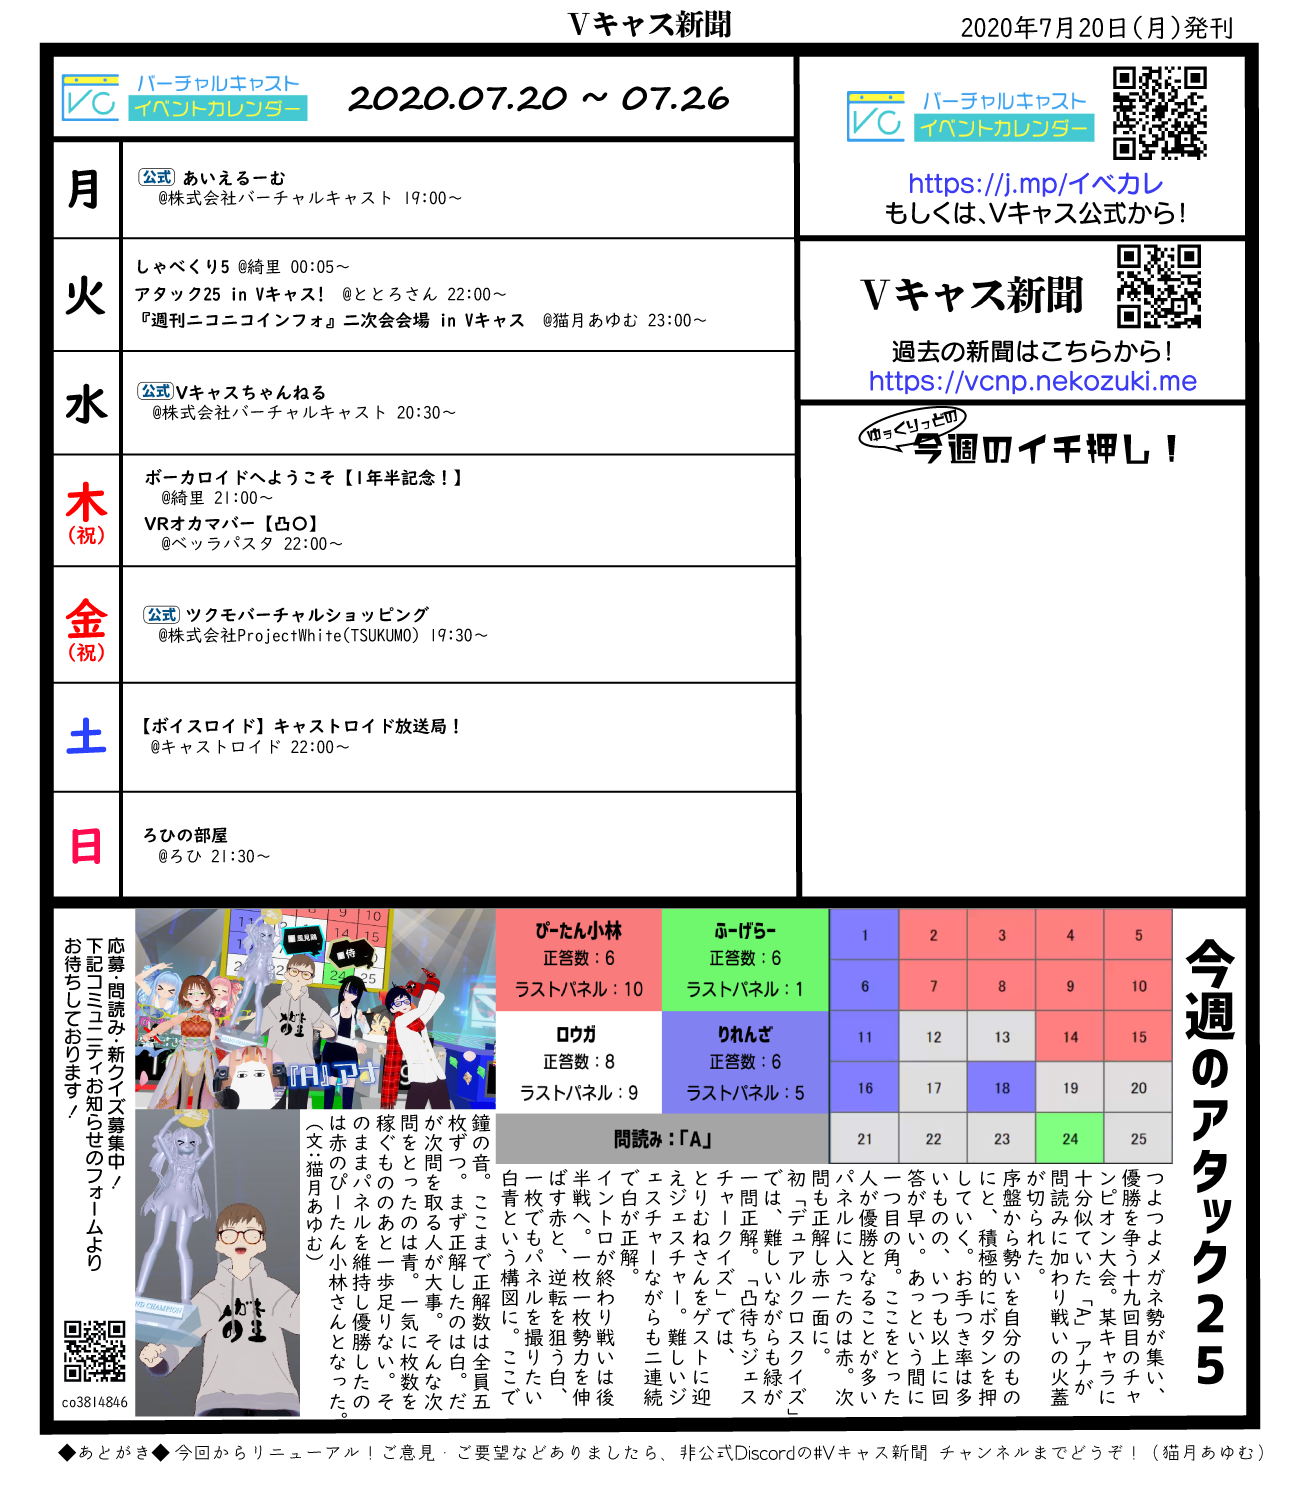 Vキャス新聞
2020年7月20日(月)発刊
バーチャルキャスト
イベントカレンダー
2020.07.20 ~ 07.26
月
公式 あいえるーむ
@株式会社バーチャルキャスト 19:00～
火
しゃべくり5 @綺里 00:05～
アタック25 in Vキャス! @ととろさん 22:00～
『週刊ニコニコインフォ』二次会会場 in Vキャス @猫月あゆむ 23:00～
水
公式 Vキャスちゃんねる
@株式会社バーチャルキャスト 20:30～
木
(祝)
ボーカロイドへようこそ【1年半記念！】
@綺里 21:00～
VRオカマバー【凸〇】
@ベッラパスタ 22:00～
金
(祝)
公式 ツクモバーチャルショッピング
@株式会社ProjectWhite(TSUKUMO) 19:30～
土
【ボイスロイド】キャストロイド放送局！
@キャストロイド 22:00～
日
ろひの部屋
@ろひ 21:30～
バーチャルキャスト
イベントカレンダー
https://j.mp/イベカレ
もしくは、Vキャス公式から!
Vキャス新聞
過去の新聞はこちらから!
https://vcnp.nekozuki.me
ゆっくりっどの
今週のイチ押し！
今週のアタック25
1 2 3 4 5
6 7 8 9 10
11 12 13 14 15
16 17 18 19 20
21 22 23 24 25
ぴーたん小林
正答数：6
ラストパネル：10
ふーげらー
正答数：6
ラストパネル：1
ロウガ
正答数：8
ラストパネル：9
りれんざ
正答数：6
ラストパネル：5
問読み：「A」
つよつよメガネ勢が集い、
優勝を争う十九回目のチャ
ンピオン大会。某キャラに
十分似ていた「A」アナが
問読みに加わり戦いの火蓋
が切られた。
序盤から勢いを自分のもの
にと、積極的にボタンを押
していく。お手つき率は多
いものの、いつも以上に回
答が早い。あっという間に
一つ目の角。ここをとった
人が優勝となることが多い
パネルに入ったのは赤。次
問も正解し赤一面に。
初「デュアルクロスクイズ」
では、難しいながらも緑が
一問正解。「凸待ちジェス
チャークイズ」では、
とりむねさんをゲストに迎
えジェスチャー。難しいジ
ェスチャーながらも二連続
で白が正解。
イントロが終わり戦いは後
半戦へ。一枚一枚勢力を伸
ばす赤と、逆転を狙う白、
一枚でもパネルを撮りたい
白青という構図に。ここで
鐘の音。ここまで正解数は全員五
枚ずつ。まず正解したのは白。だ
が次問を取る人が大事。そんな次
問をとったのは青。一気に枚数を
稼ぐもののあと一歩足りない。そ
のままパネルを維持し優勝したの
は赤のぴーたん小林さんとなった。
（文：猫月あゆむ）
応募・問読み・新クイズ募集中！
下記コミュニティお知らせのフォームより
お待ちしております！
co3814846
◆あとがき◆ 今回からリニューアル！ご意見・ご要望などありましたら、非公式Discordの#Vキャス新聞 チャンネルまでどうぞ！（猫月あゆむ）